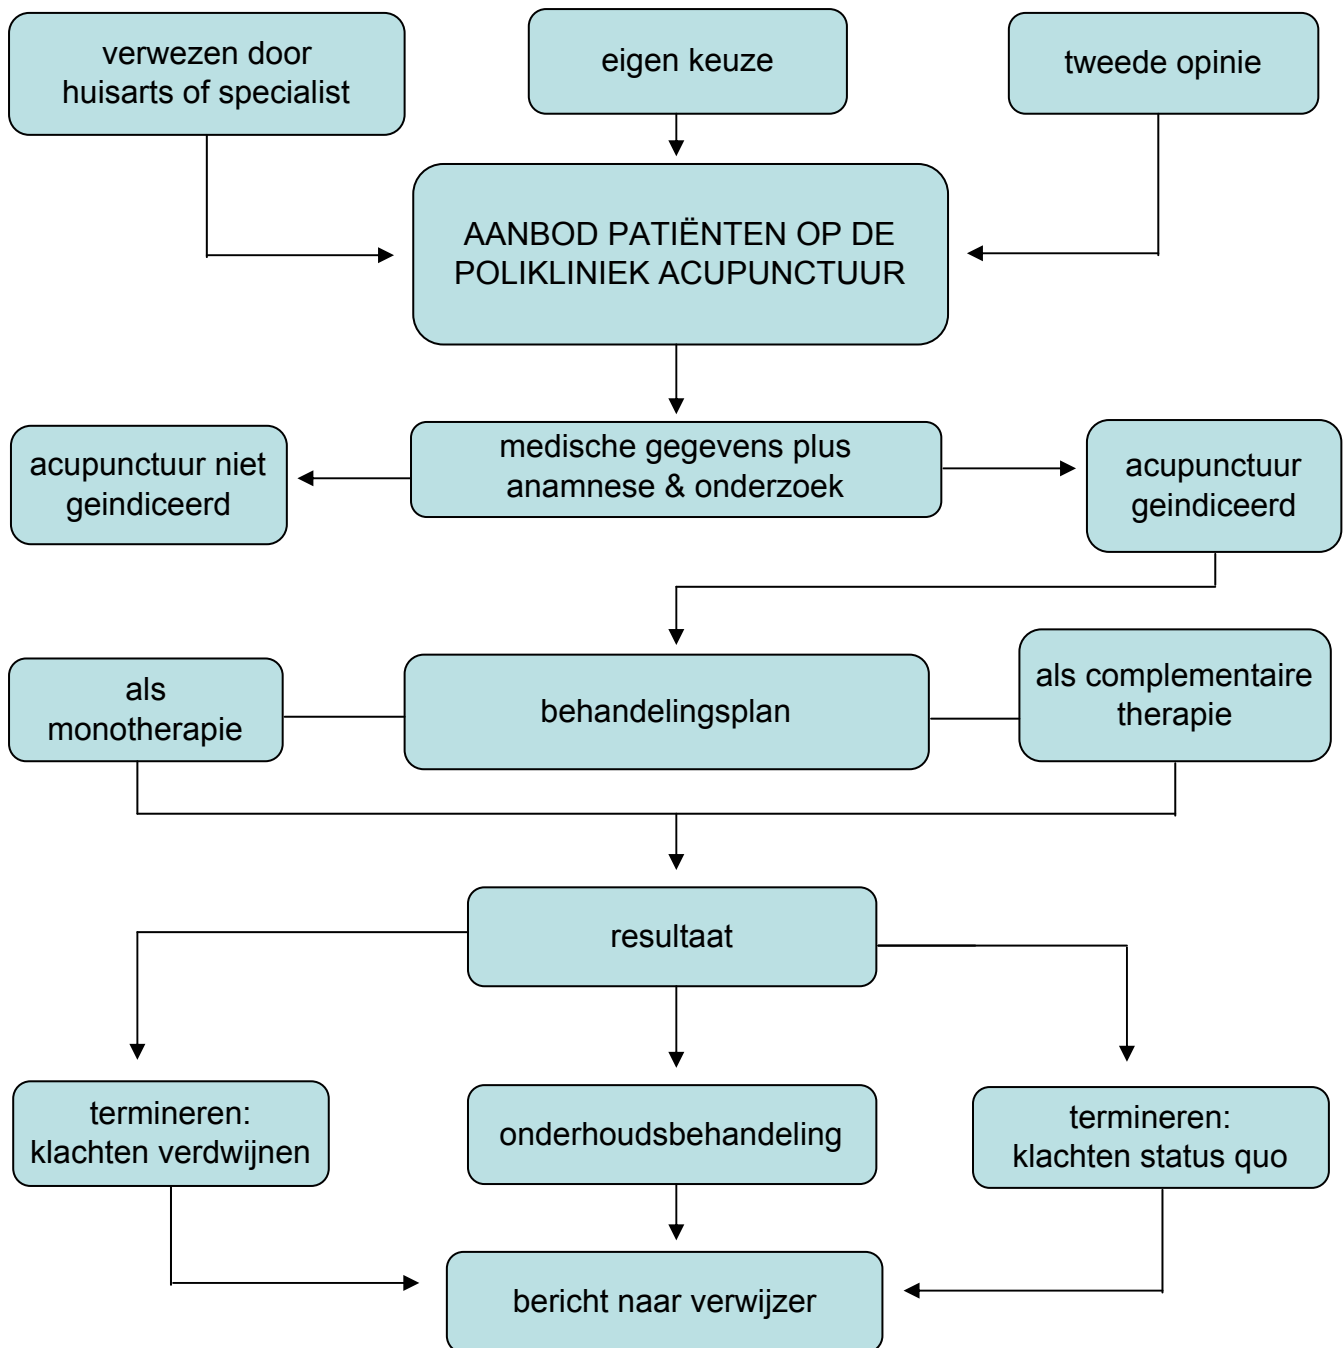 verwezen door
huisarts of specialist
eigen keuze
tweede opinie
AANBOD PATIËNTEN OP DE
POLIKLINIEK ACUPUNCTUUR
acupunctuur niet
geindiceerd
medische gegevens plus
anamnese & onderzoek
acupunctuur
geindiceerd
als
monotherapie
behandelingsplan
als complementaire
therapie
resultaat
termineren:
klachten verdwijnen
onderhoudsbehandeling
termineren:
klachten status quo
bericht naar verwijzer